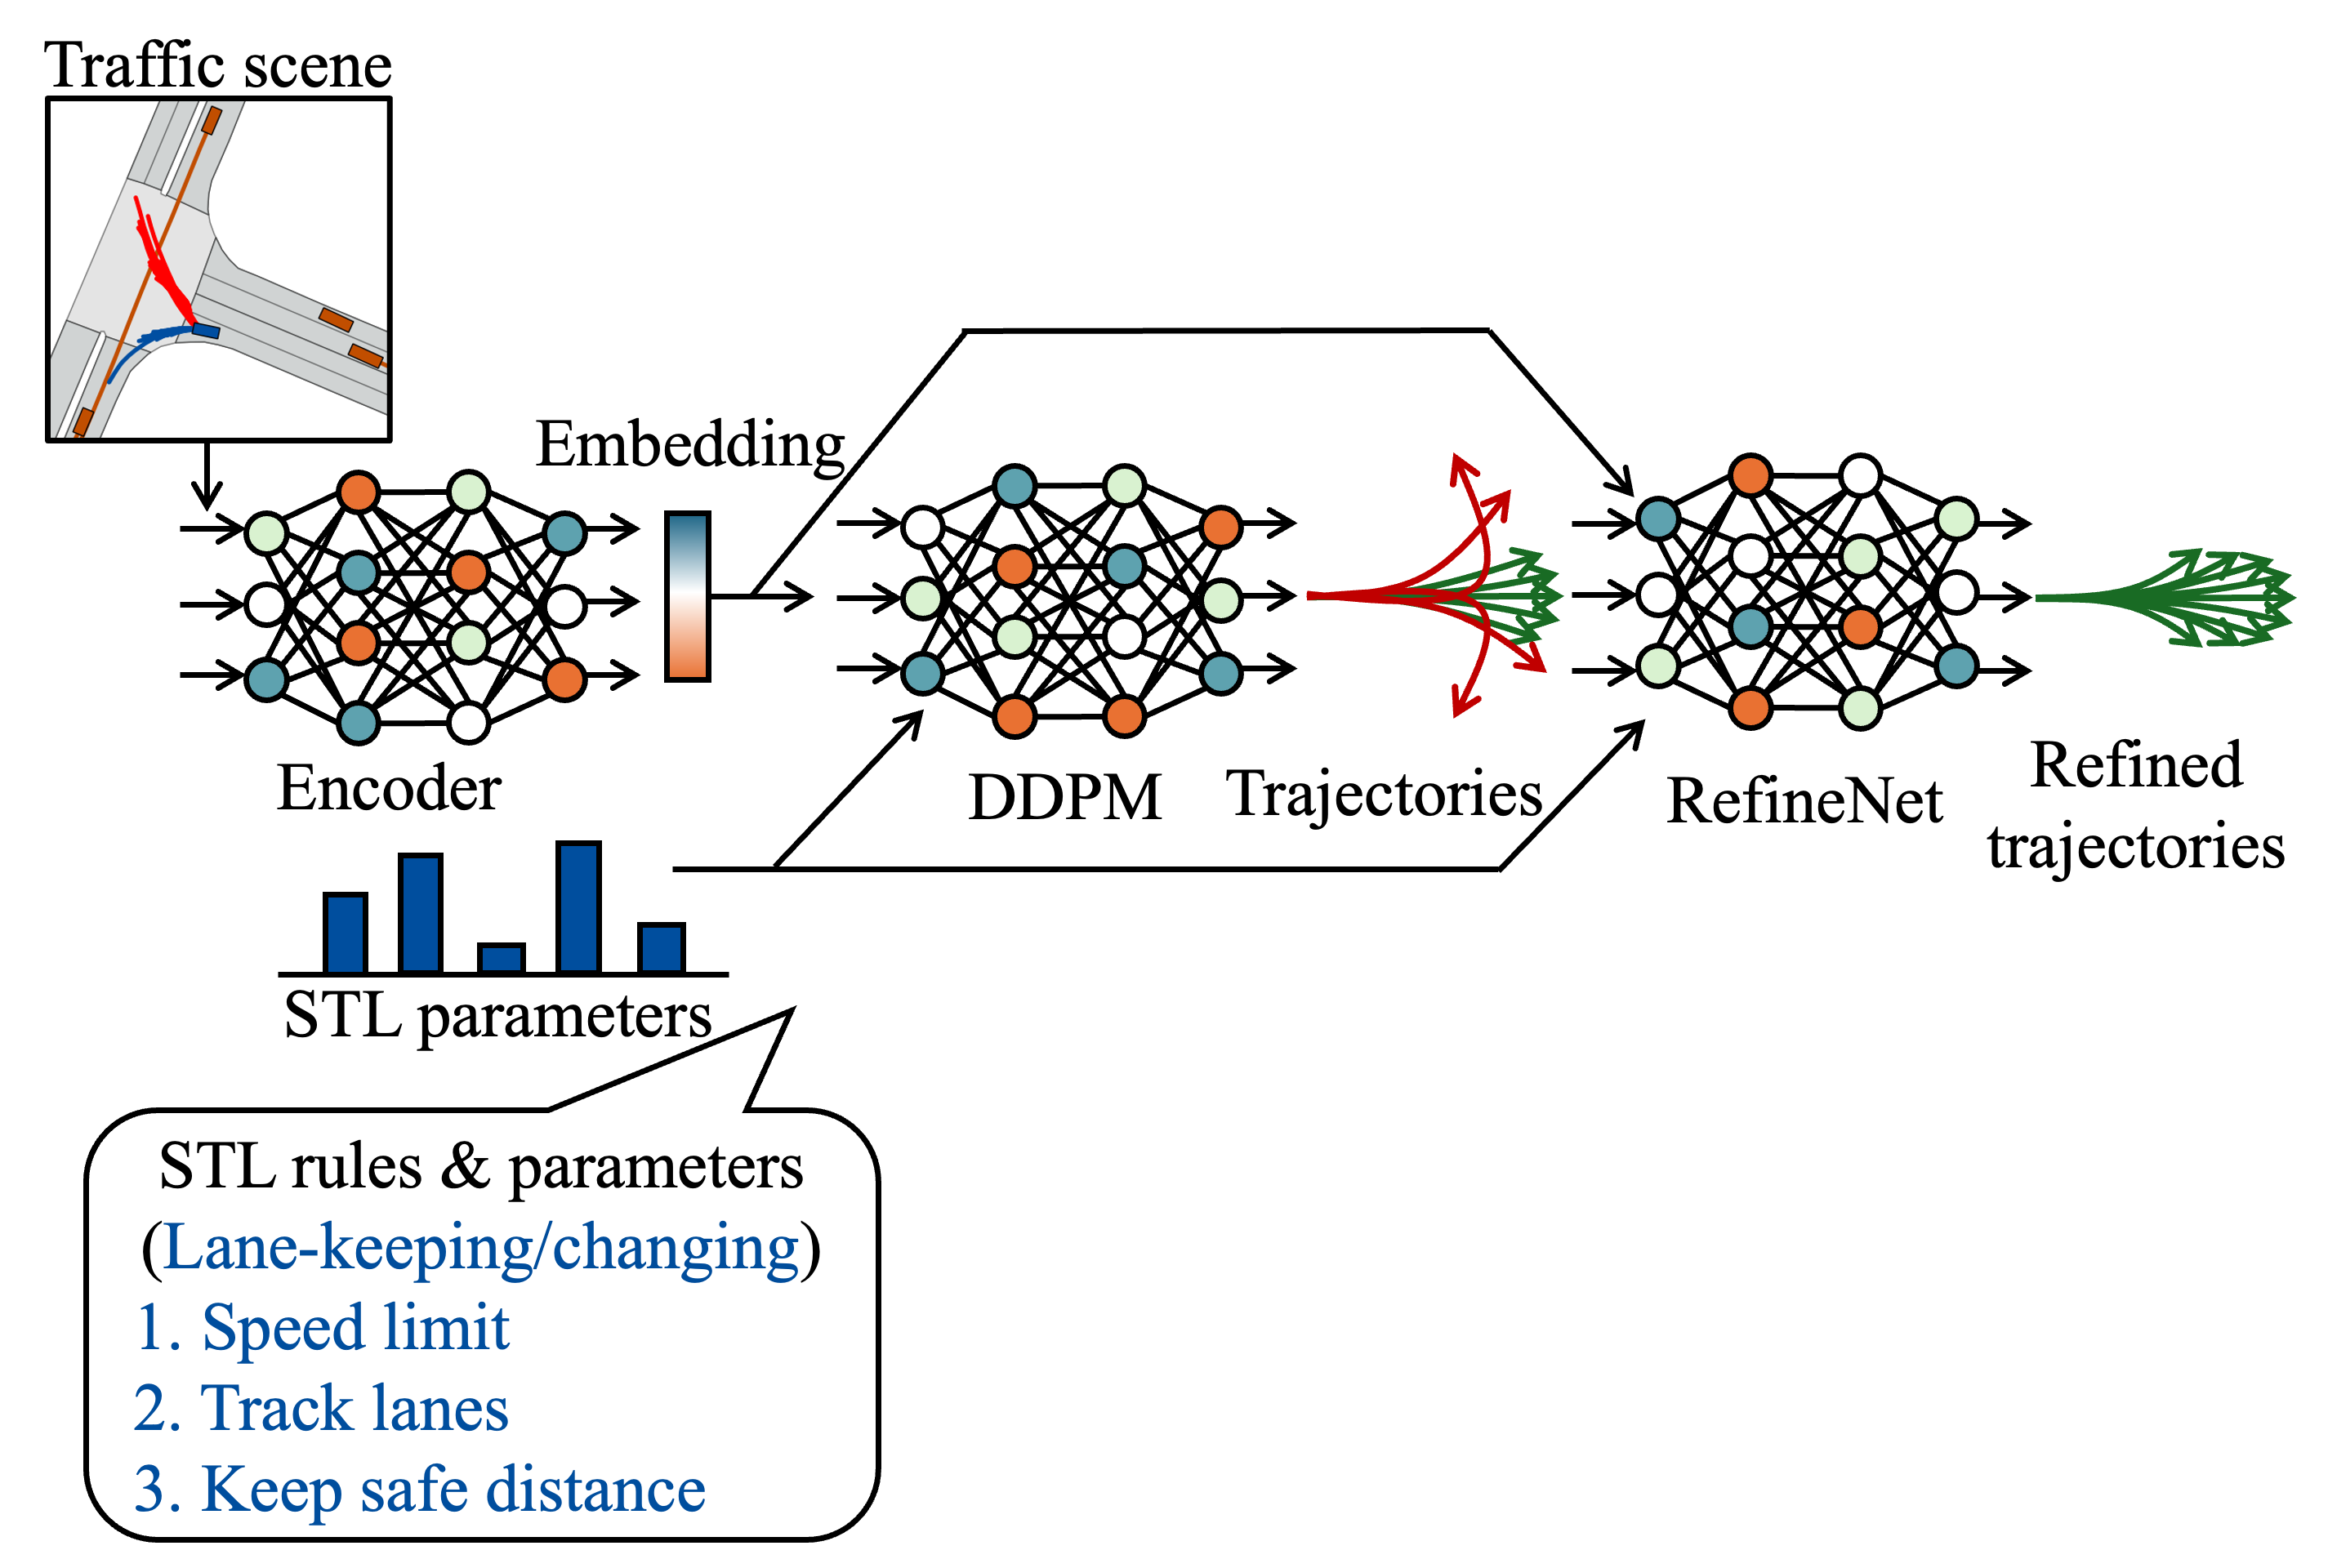 Traffic scene
Embedding
Encoder
DDPM
Trajectories
RefineNet
Refined
trajectories
STL parameters
STL rules & parameters
(Lane-keeping/changing)
1. Speed limit
2. Track lanes
3. Keep safe distance